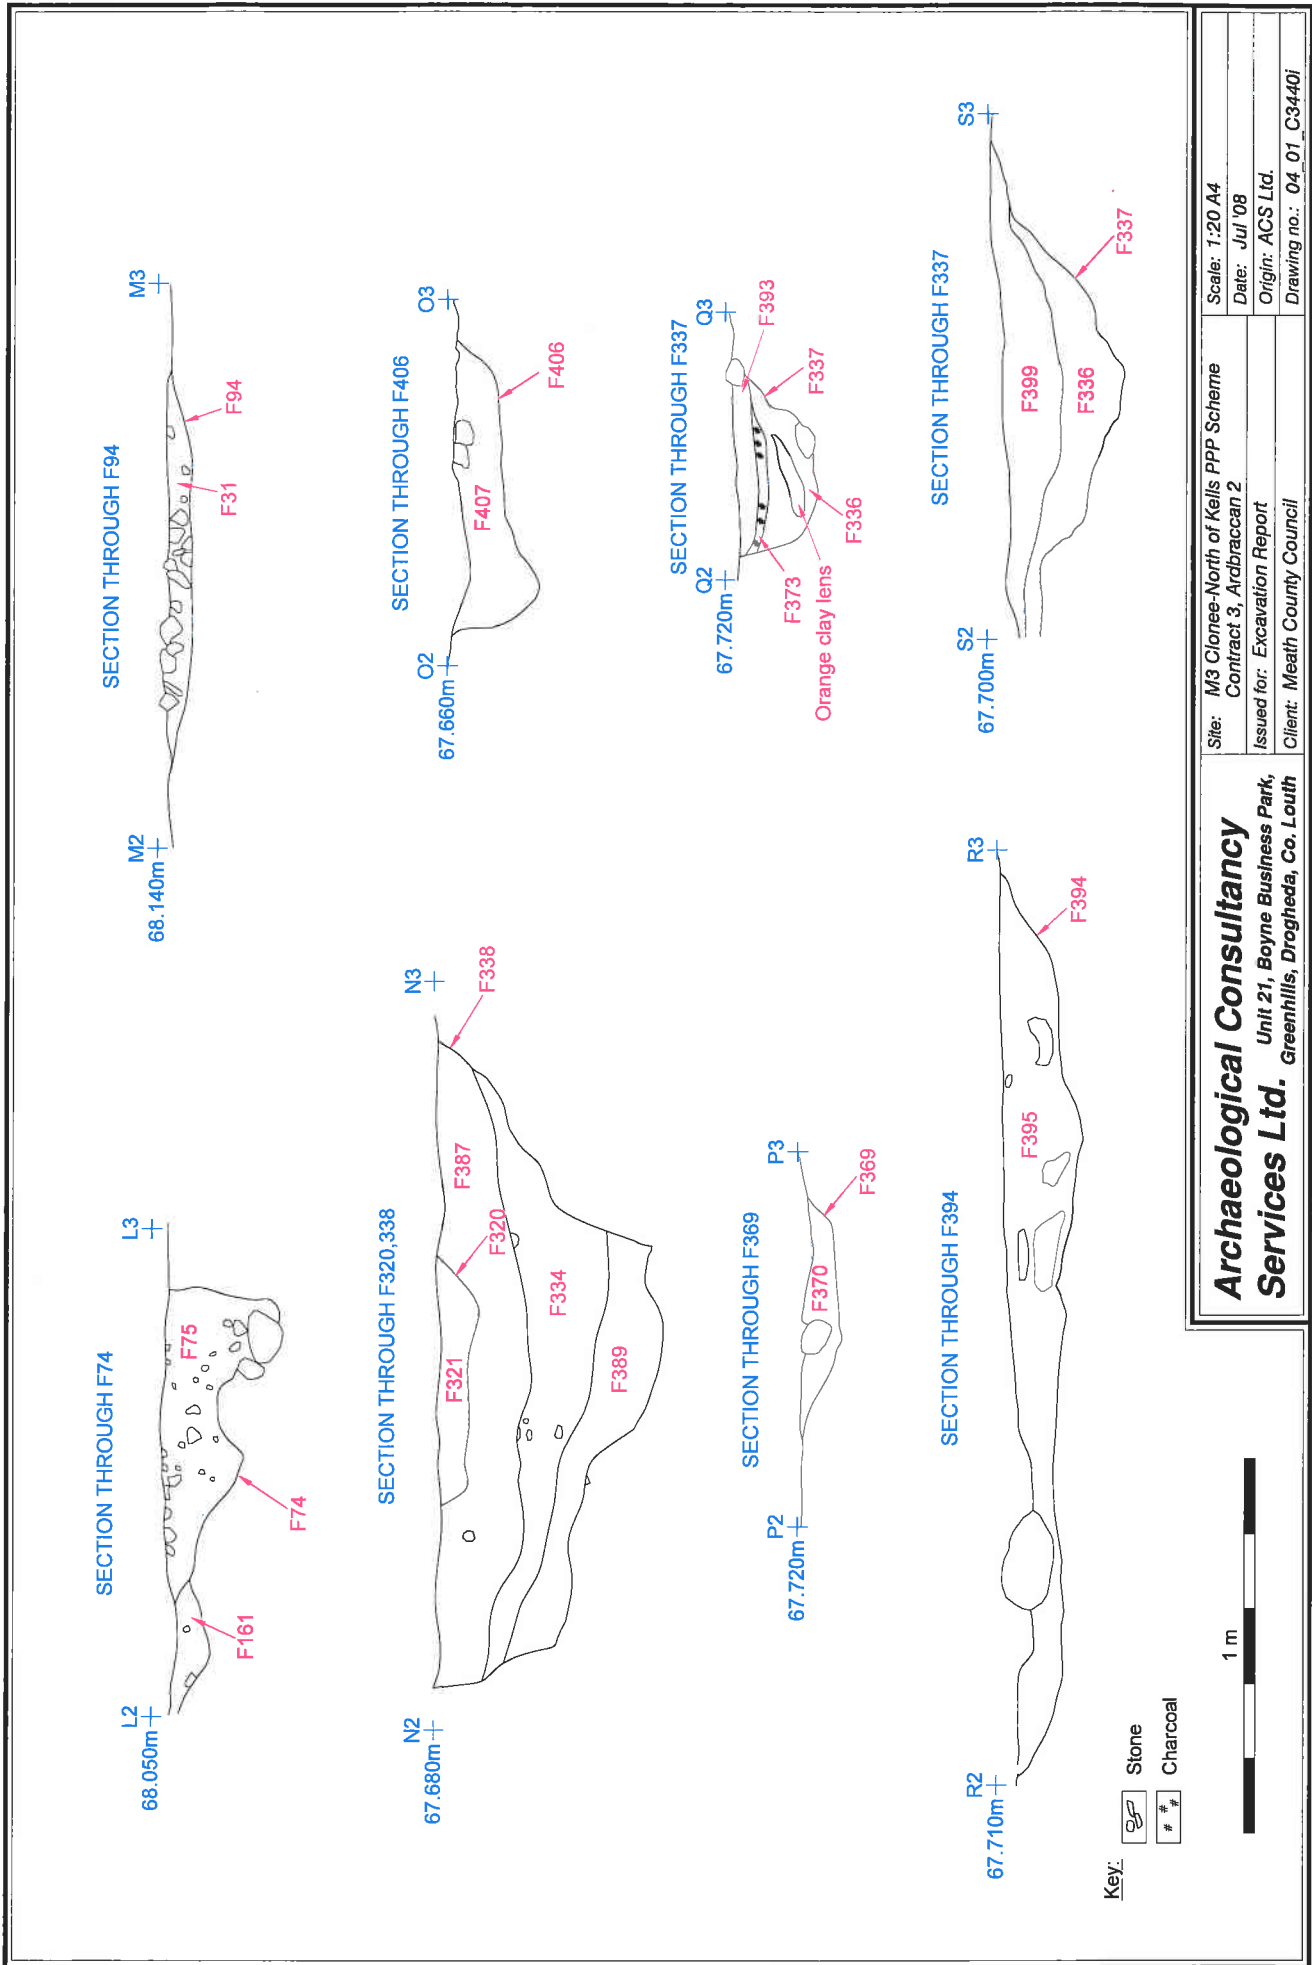 SECTION THROUGH F74
L2
68.050m
L3
F161
F74
F75
SECTION THROUGH F94
M2
68.140m
M3
F31
F94
SECTION THROUGH F320,338
N2
67.680m
N3
F321
F320
F387
F338
F334
F389
SECTION THROUGH F406
O2
67.660m
O3
F407
F406
SECTION THROUGH F369
P2
67.720m
P3
F370
F369
SECTION THROUGH F337
Q2
67.720m
Q3
F393
F337
F373
F336
Orange clay lens
SECTION THROUGH F394
R2
67.710m
R3
F395
F394
SECTION THROUGH F337
S2
67.700m
S3
F399
F336
F337
Key:
Stone
Charcoal
1 m
Archaeological Consultancy
Services Ltd.
Unit 21, Boyne Business Park,
Greenhills, Drogheda, Co. Louth
Site: M3 Clonee-North of Kells PPP Scheme
Contract 3, Ardbraccan 2
Issued for: Excavation Report
Client: Meath County Council
Scale: 1:20 A4
Date: Jul '08
Origin: ACS Ltd.
Drawing no.: 04_01_C3440i